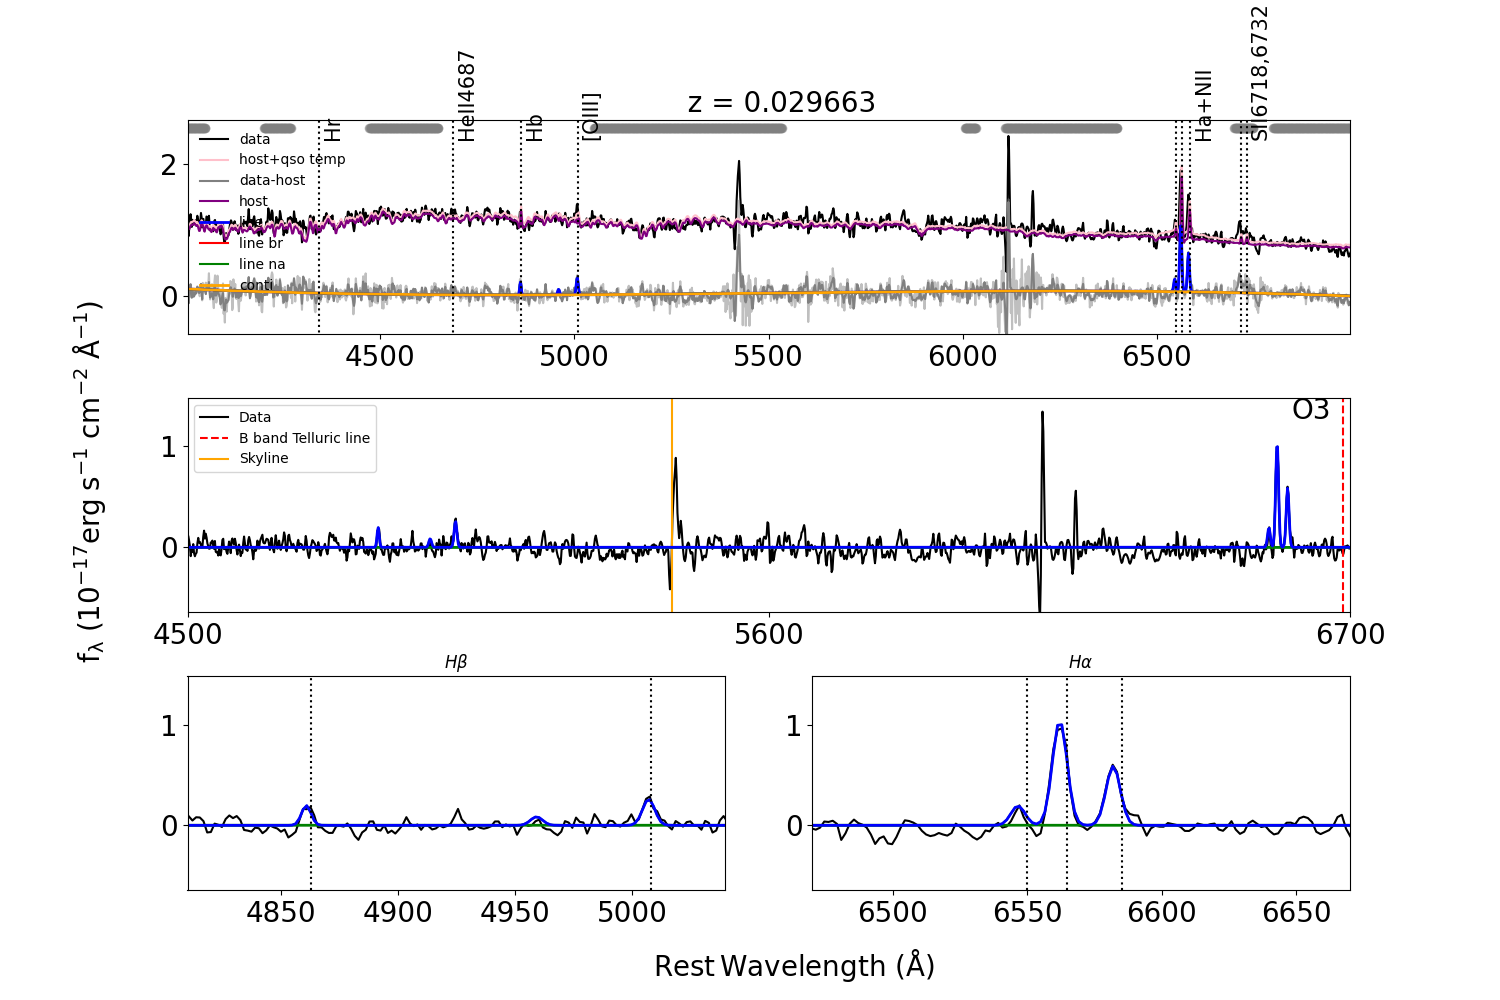 Hr
HeII4687
Hb
[OIII]
Ha+NII
SII6718,6732
z = 0.029663
data
host+qso temp
data-host
host
line
line br
line na
conti
2
0
4500 5000 5500 6000 6500
Data
B band Telluric line
Skyline
O3
1
0
4500 5600 6700
fλ (10−17erg s−1 cm−2 Å−1)
Hβ
1
0
4850 4900 4950 5000
Hα
1
0
6500 6550 6600 6650
Rest Wavelength (Å)